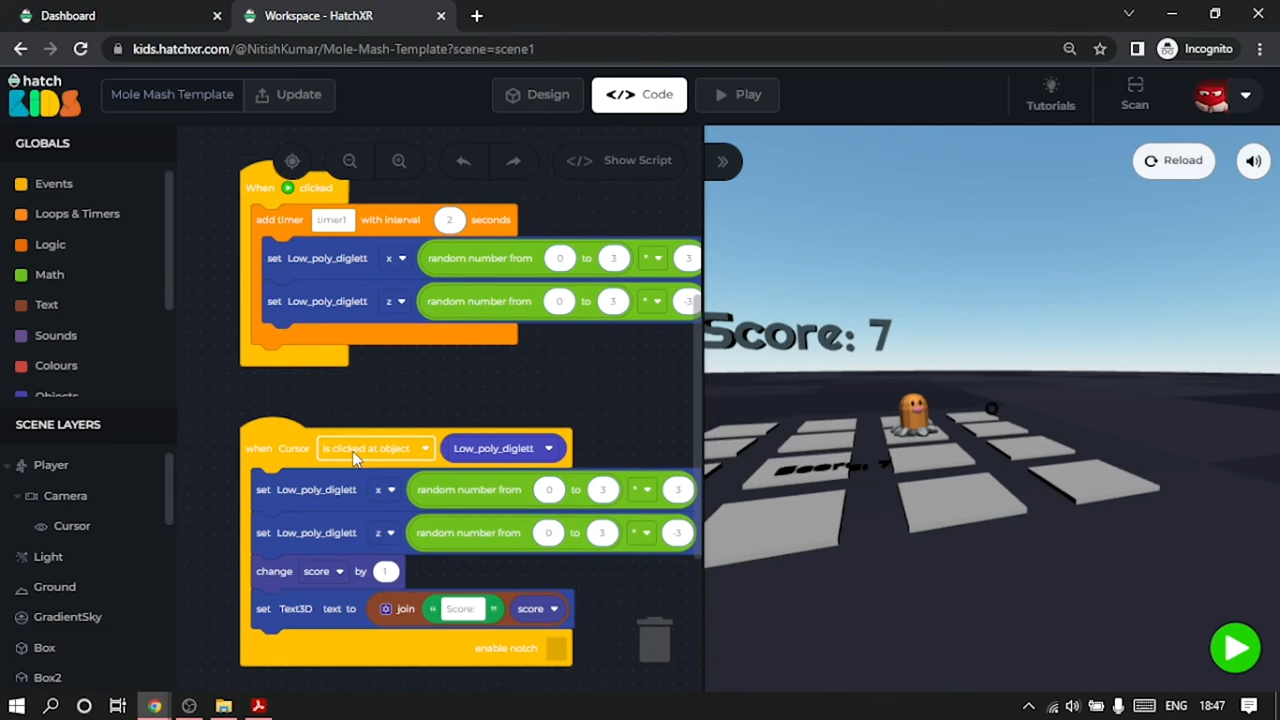 Dashboard
Workspace - HatchXR
kids.hatchxr.com/@NitishKumar/Mole-Mash-Template?scene=scene1
Incognito
hatch
KIDS
Mole Mash Template
Update
Design
</> Code
Play
Tutorials
Scan
GLOBALS
Events
Loops & Timers
Logic
Math
Text
Sounds
Colours
Objects
SCENE LAYERS
Player
Camera
Cursor
Light
Ground
GradientSky
Box
Box2
</> Show Script
When clicked
add timer timer1 with interval 2 seconds
set Low_poly_diglett x random number from 0 to 3 * 3
set Low_poly_diglett z random number from 0 to 3 * -3
when Cursor is clicked at object Low_poly_diglett
set Low_poly_diglett x random number from 0 to 3 * 3
set Low_poly_diglett z random number from 0 to 3 * -3
change score by 1
set Text3D text to join “ Score: ” score
enable notch
Reload
Score: 7
Score: 7
ENG
18:47